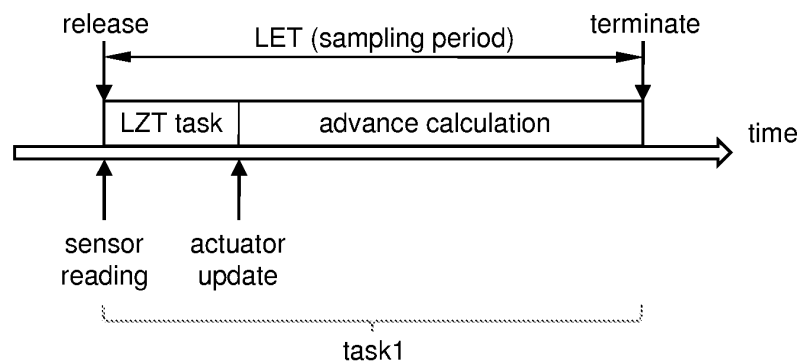 release
LET (sampling period)
terminate
LZT task
advance calculation
time
sensor
reading
actuator
update
task1